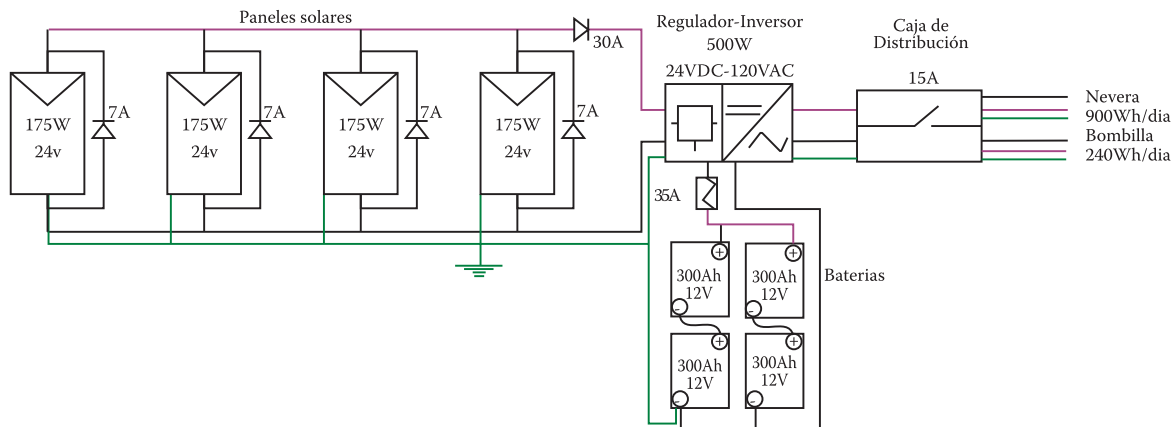 Paneles solares
30A
175W
24v
7A
175W
24v
7A
175W
24v
7A
175W
24v
7A
Regulador-Inversor
500W
24VDC-120VAC
Caja de
Distribución
15A
Nevera
900Wh/dia
Bombilla
240Wh/dia
35A
+
300Ah
12V
-
+
300Ah
12V
-
Baterias
+
300Ah
12V
-
+
300Ah
12V
-